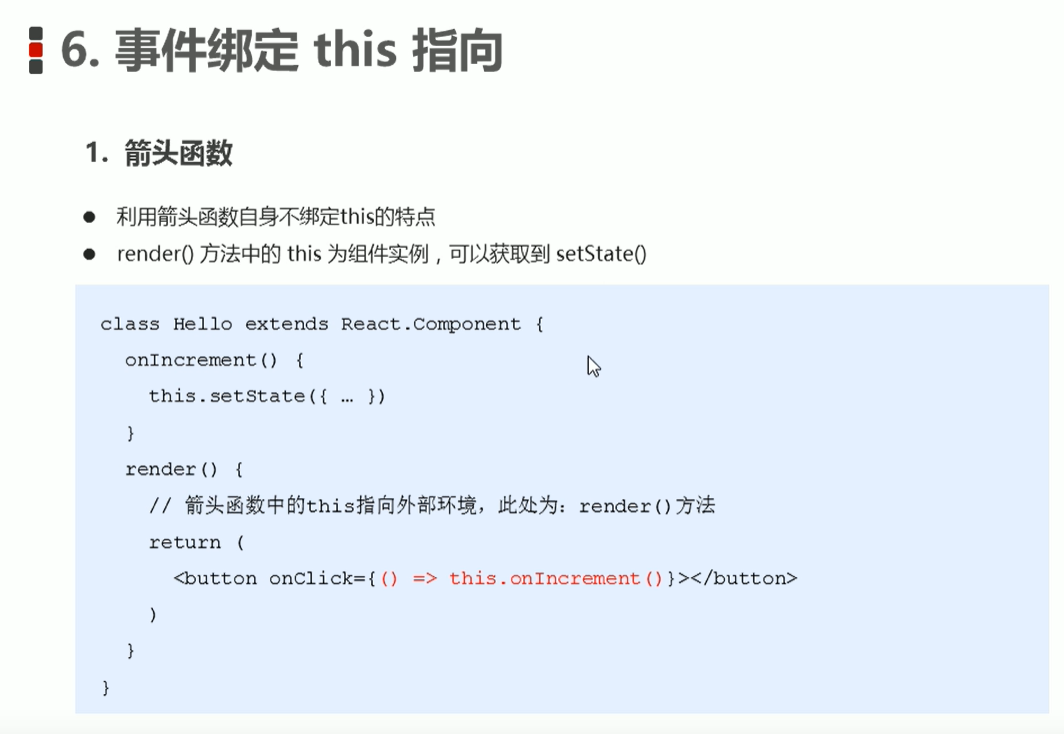 6. 事件绑定 this 指向
1. 箭头函数
● 利用箭头函数自身不绑定this的特点
● render() 方法中的 this 为组件实例，可以获取到 setState()
class Hello extends React.Component {
onIncrement() {
this.setState({ … })
}
render() {
// 箭头函数中的this指向外部环境，此处为：render()方法
return (
<button onClick={() => this.onIncrement()}></button>
)
}
}